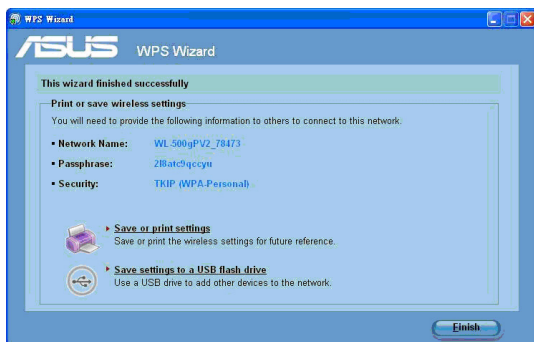 WPS Wizard
ASUS WPS Wizard
This wizard finished successfully
Print or save wireless settings
You will need to provide the following information to others to connect to this network.
▪ Network Name: WL-500gPV2_78473
▪ Passphrase: 2l8atc9qccyu
▪ Security: TKIP (WPA-Personal)
Save or print settings
Save or print the wireless settings for future reference.
Save settings to a USB flash drive
Use a USB drive to add other devices to the network.
Finish